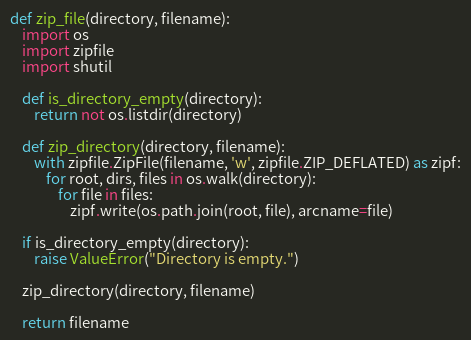 def zip_file(directory, filename):
    import os
    import zipfile
    import shutil

    def is_directory_empty(directory):
        return not os.listdir(directory)

    def zip_directory(directory, filename):
        with zipfile.ZipFile(filename, 'w', zipfile.ZIP_DEFLATED) as zipf:
            for root, dirs, files in os.walk(directory):
                for file in files:
                    zipf.write(os.path.join(root, file), arcname=file)

    if is_directory_empty(directory):
        raise ValueError("Directory is empty.")

    zip_directory(directory, filename)

    return filename